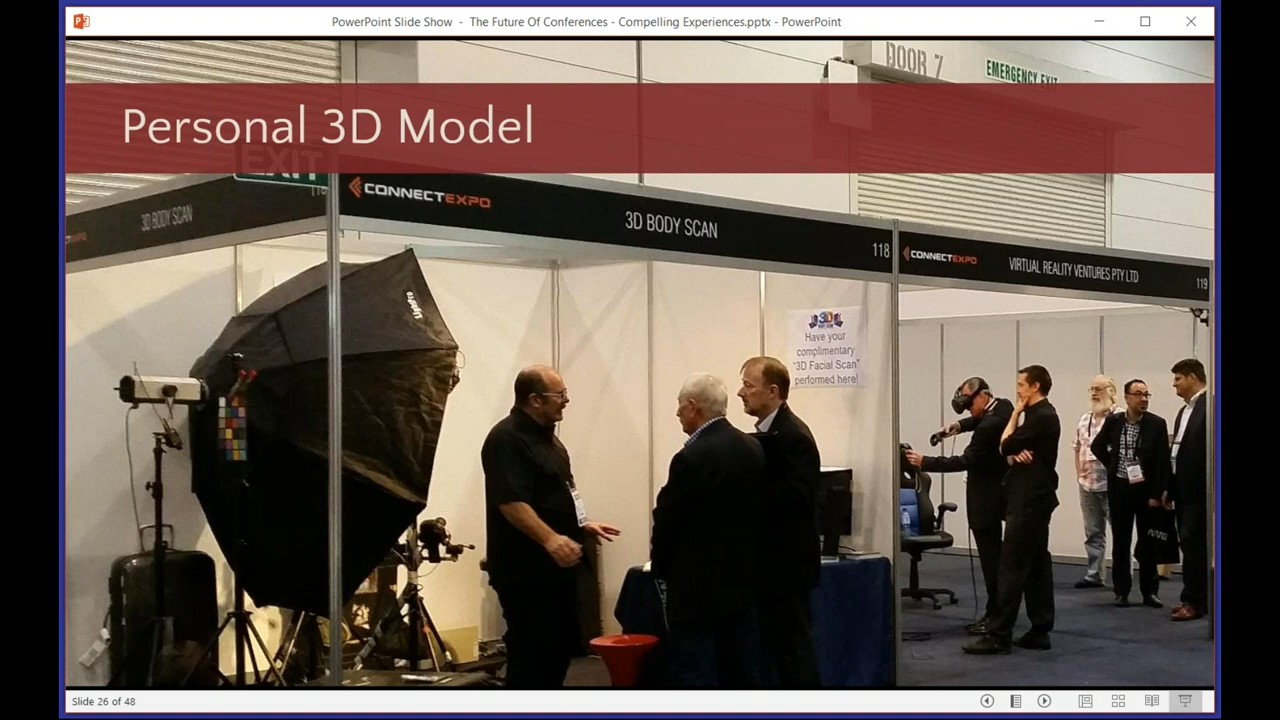 PowerPoint Slide Show - The Future Of Conferences - Compelling Experiences.pptx - PowerPoint
DOOR 7
EMERGENCY EXIT
Personal 3D Model
EXIT
CONNECTEXPO
3D BODY SCAN
3D BODY SCAN
118
CONNECTEXPO
VIRTUAL REALITY VENTURES PTY LTD
119
3D
Have your
complimentary
"3D Facial Scan"
performed here!
Slide 26 of 48